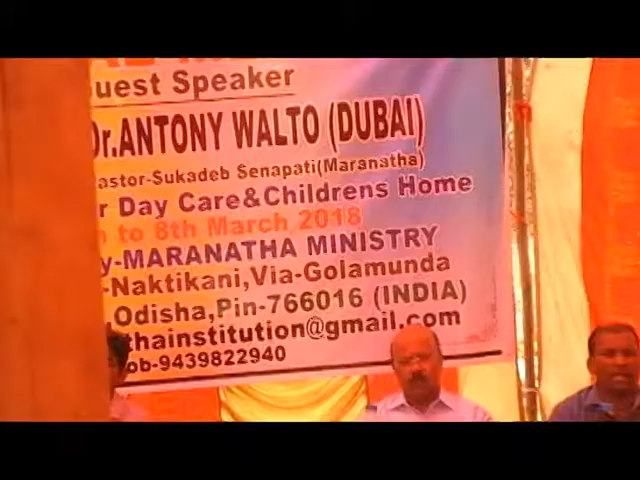 uest Speaker
Dr.ANTONY WALTO (DUBAI)
astor-SUKADEB SENAPATI(MARANATHA)
r DAY CARE&CHILDRENS HOME
to 8TH MARCH 2018
y-MARANATHA MINISTRY
-NAKTIKANI,VIA-GOLAMUNDA
ODISHA,PIN-766016 (INDIA)
thainstitution@gmail.com
ob-9439822940